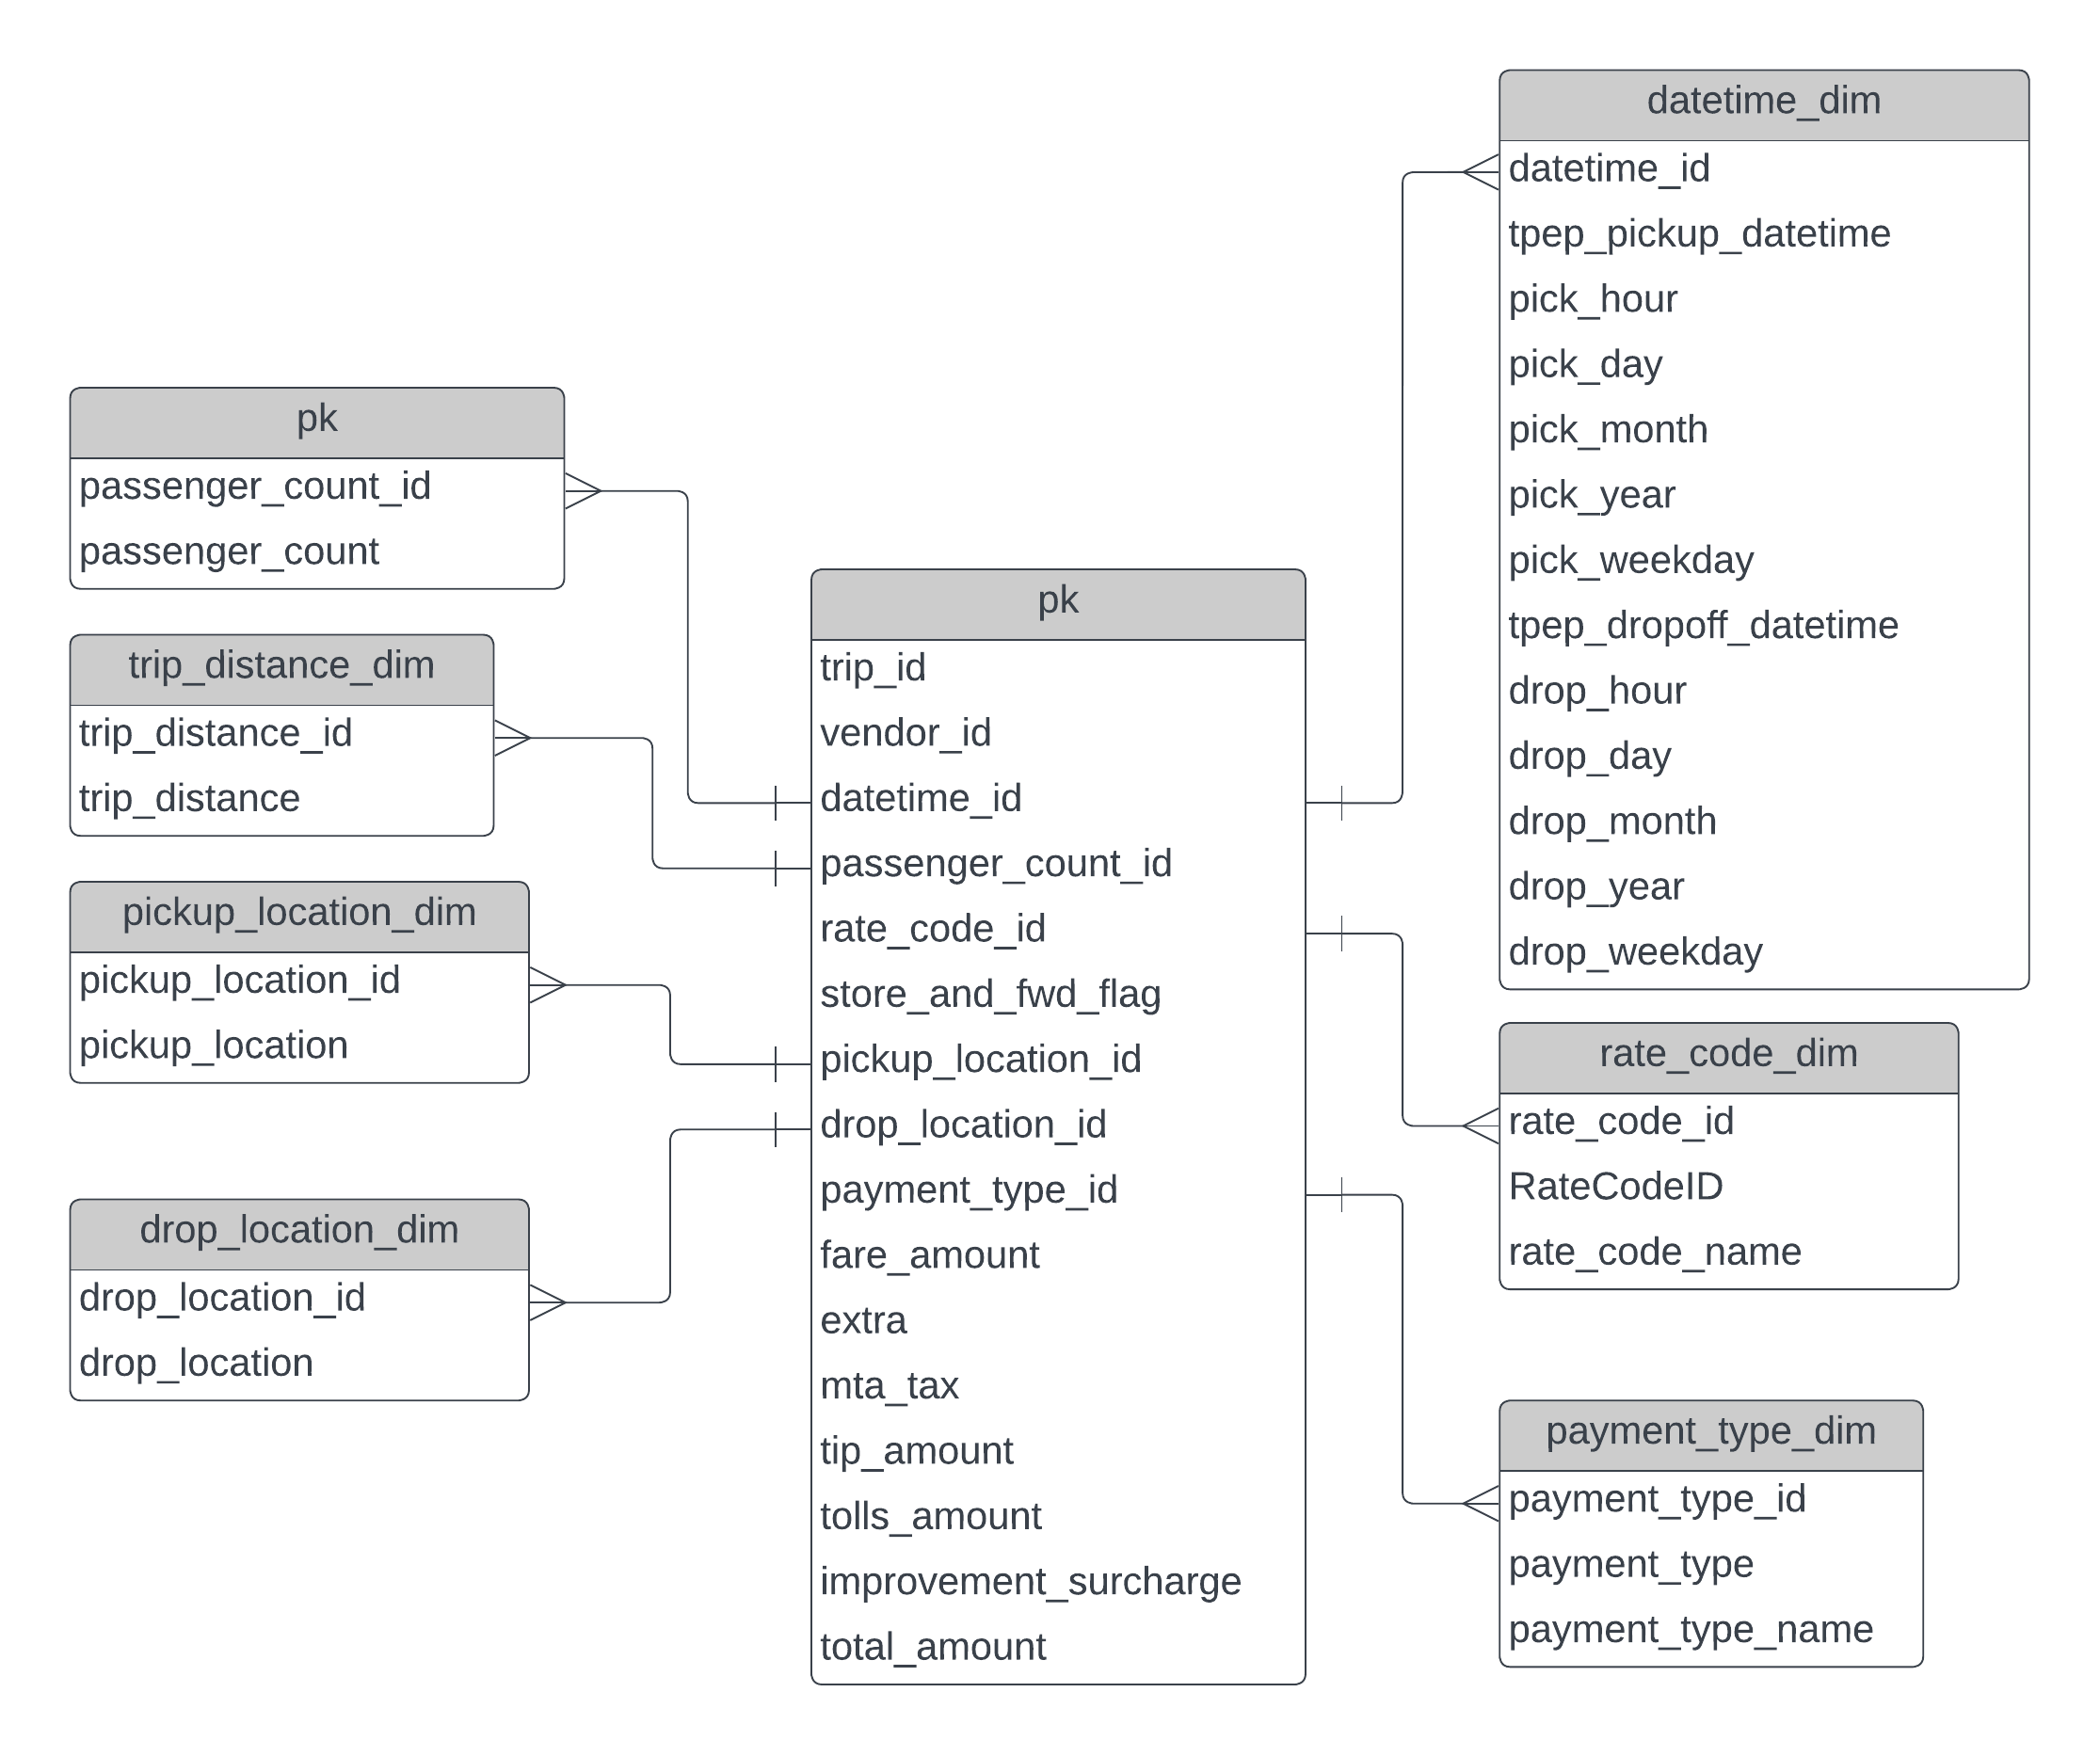 pk
passenger_count_id
passenger_count
trip_distance_dim
trip_distance_id
trip_distance
pickup_location_dim
pickup_location_id
pickup_location
drop_location_dim
drop_location_id
drop_location
pk
trip_id
vendor_id
datetime_id
passenger_count_id
rate_code_id
store_and_fwd_flag
pickup_location_id
drop_location_id
payment_type_id
fare_amount
extra
mta_tax
tip_amount
tolls_amount
improvement_surcharge
total_amount
datetime_dim
datetime_id
tpep_pickup_datetime
pick_hour
pick_day
pick_month
pick_year
pick_weekday
tpep_dropoff_datetime
drop_hour
drop_day
drop_month
drop_year
drop_weekday
rate_code_dim
rate_code_id
RateCodeID
rate_code_name
payment_type_dim
payment_type_id
payment_type
payment_type_name